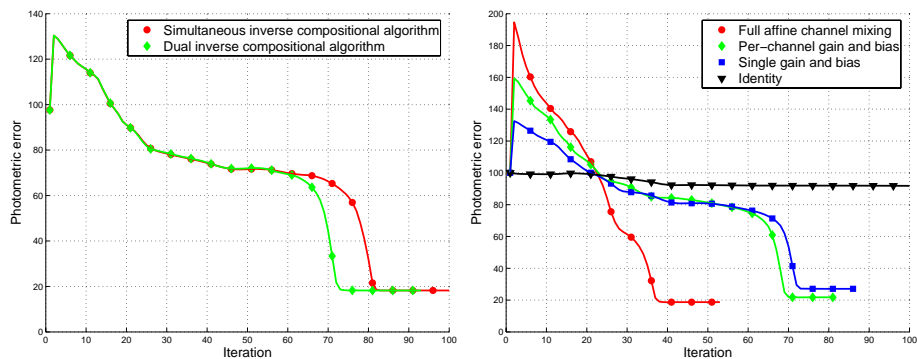 Simultaneous inverse compositional algorithm
Dual inverse compositional algorithm
Photometric error
140
120
100
80
60
40
20
0
0 10 20 30 40 50 60 70 80 90 100
Iteration
Full affine channel mixing
Per-channel gain and bias
Single gain and bias
Identity
Photometric error
200
180
160
140
120
100
80
60
40
20
0
0 10 20 30 40 50 60 70 80 90 100
Iteration